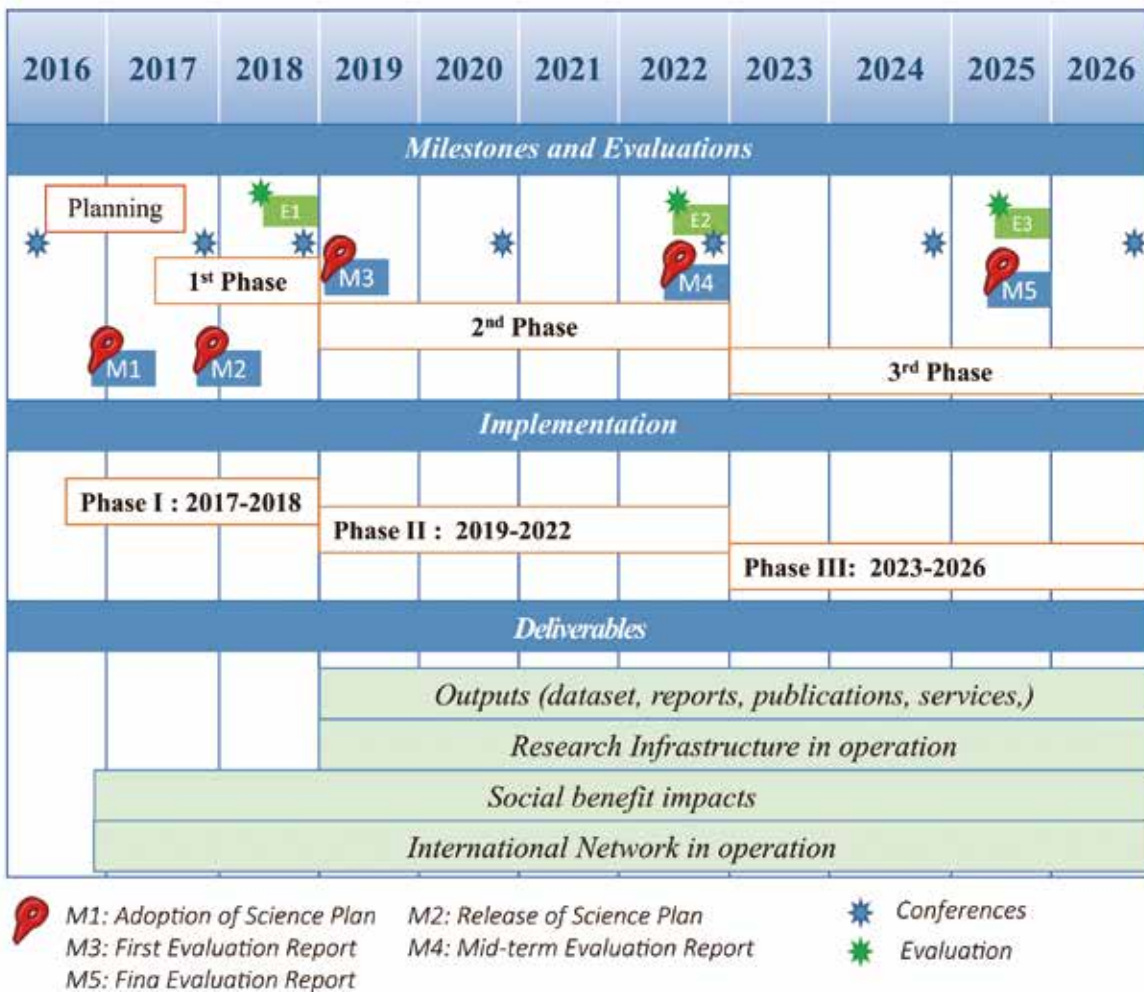 2016 2017 2018 2019 2020 2021 2022 2023 2024 2025 2026
Milestones and Evaluations
Planning
E1
E2
E3
1st Phase
M3
M4
M5
2nd Phase
M1
M2
3rd Phase
Implementation
Phase I : 2017-2018
Phase II : 2019-2022
Phase III: 2023-2026
Deliverables
Outputs (dataset, reports, publications, services,)
Research Infrastructure in operation
Social benefit impacts
International Network in operation
M1: Adoption of Science Plan M2: Release of Science Plan
M3: First Evaluation Report M4: Mid-term Evaluation Report
M5: Fina Evaluation Report
Conferences
Evaluation